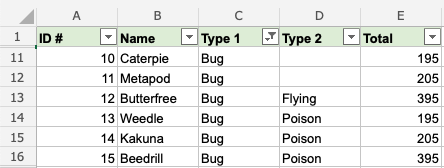 A B C D E
1 ID # Name Type 1 Type 2 Total
11 10 Caterpie Bug 195
12 11 Metapod Bug 205
13 12 Butterfree Bug Flying 395
14 13 Weedle Bug Poison 195
15 14 Kakuna Bug Poison 205
16 15 Beedrill Bug Poison 395